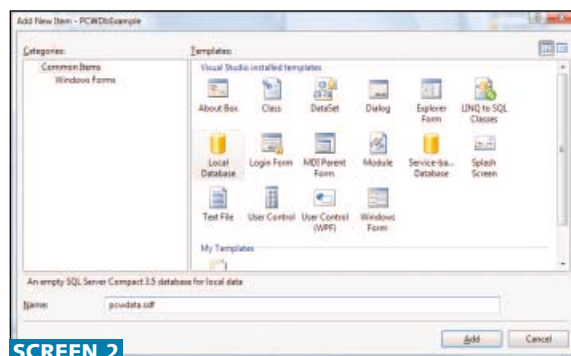 Add New Item - PCWDbExample
Categories:
Templates:
Common Items
Windows Forms
Visual Studio installed templates
About Box
Class
DataSet
Dialog
Explorer Form
LINQ to SQL Classes
Local Database
Login Form
MDI Parent Form
Module
Service-ba... Database
Splash Screen
Text File
User Control
User Control (WPF)
Windows Form
My Templates
An empty SQL Server Compact 3.5 database for local data
Name:
pcwdata.sdf
Add
Cancel
SCREEN 2